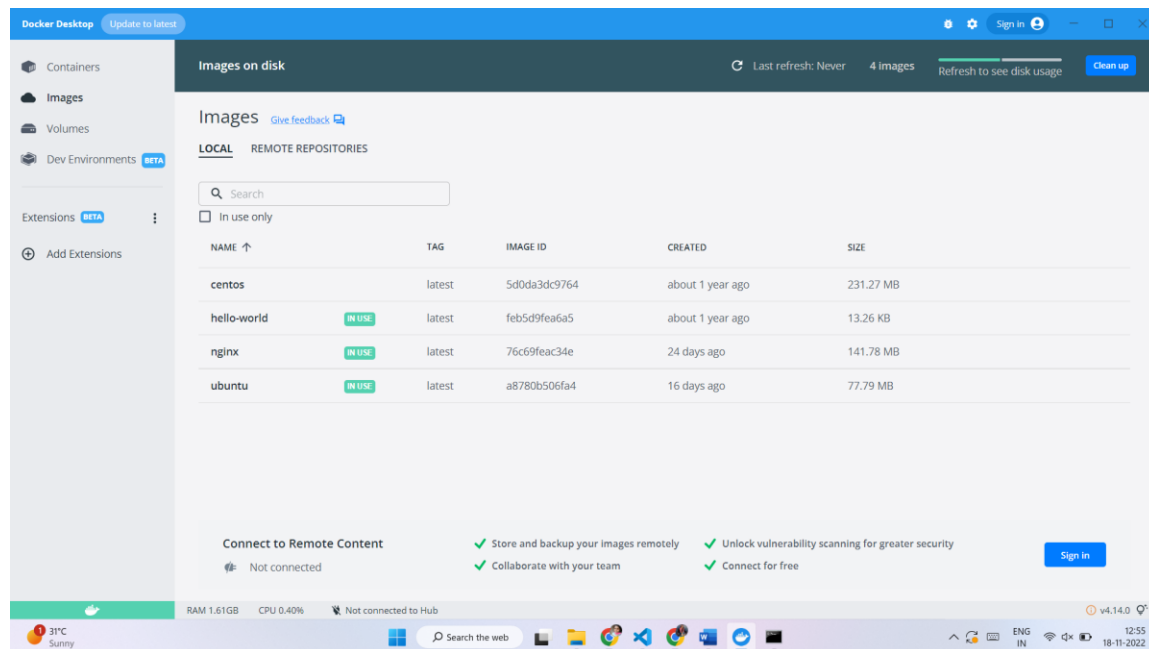 Docker Desktop Update to latest Sign in
Containers
Images
Volumes
Dev Environments BETA
Extensions BETA
Add Extensions
Images on disk Last refresh: Never 4 images Refresh to see disk usage Clean up
Images Give feedback
LOCAL REMOTE REPOSITORIES
Search
In use only
NAME TAG IMAGE ID CREATED SIZE
centos latest 5d0da3dc9764 about 1 year ago 231.27 MB
hello-world IN USE latest feb5d9fea6a5 about 1 year ago 13.26 KB
nginx IN USE latest 76c69feac34e 24 days ago 141.78 MB
ubuntu IN USE latest a8780b506fa4 16 days ago 77.79 MB
Connect to Remote Content
Not connected
Store and backup your images remotely
Collaborate with your team
Unlock vulnerability scanning for greater security
Connect for free
Sign in
RAM 1.61GB CPU 0.40% Not connected to Hub v4.14.0
1 31°C
Sunny
Search the web
ENG
IN
12:55
18-11-2022